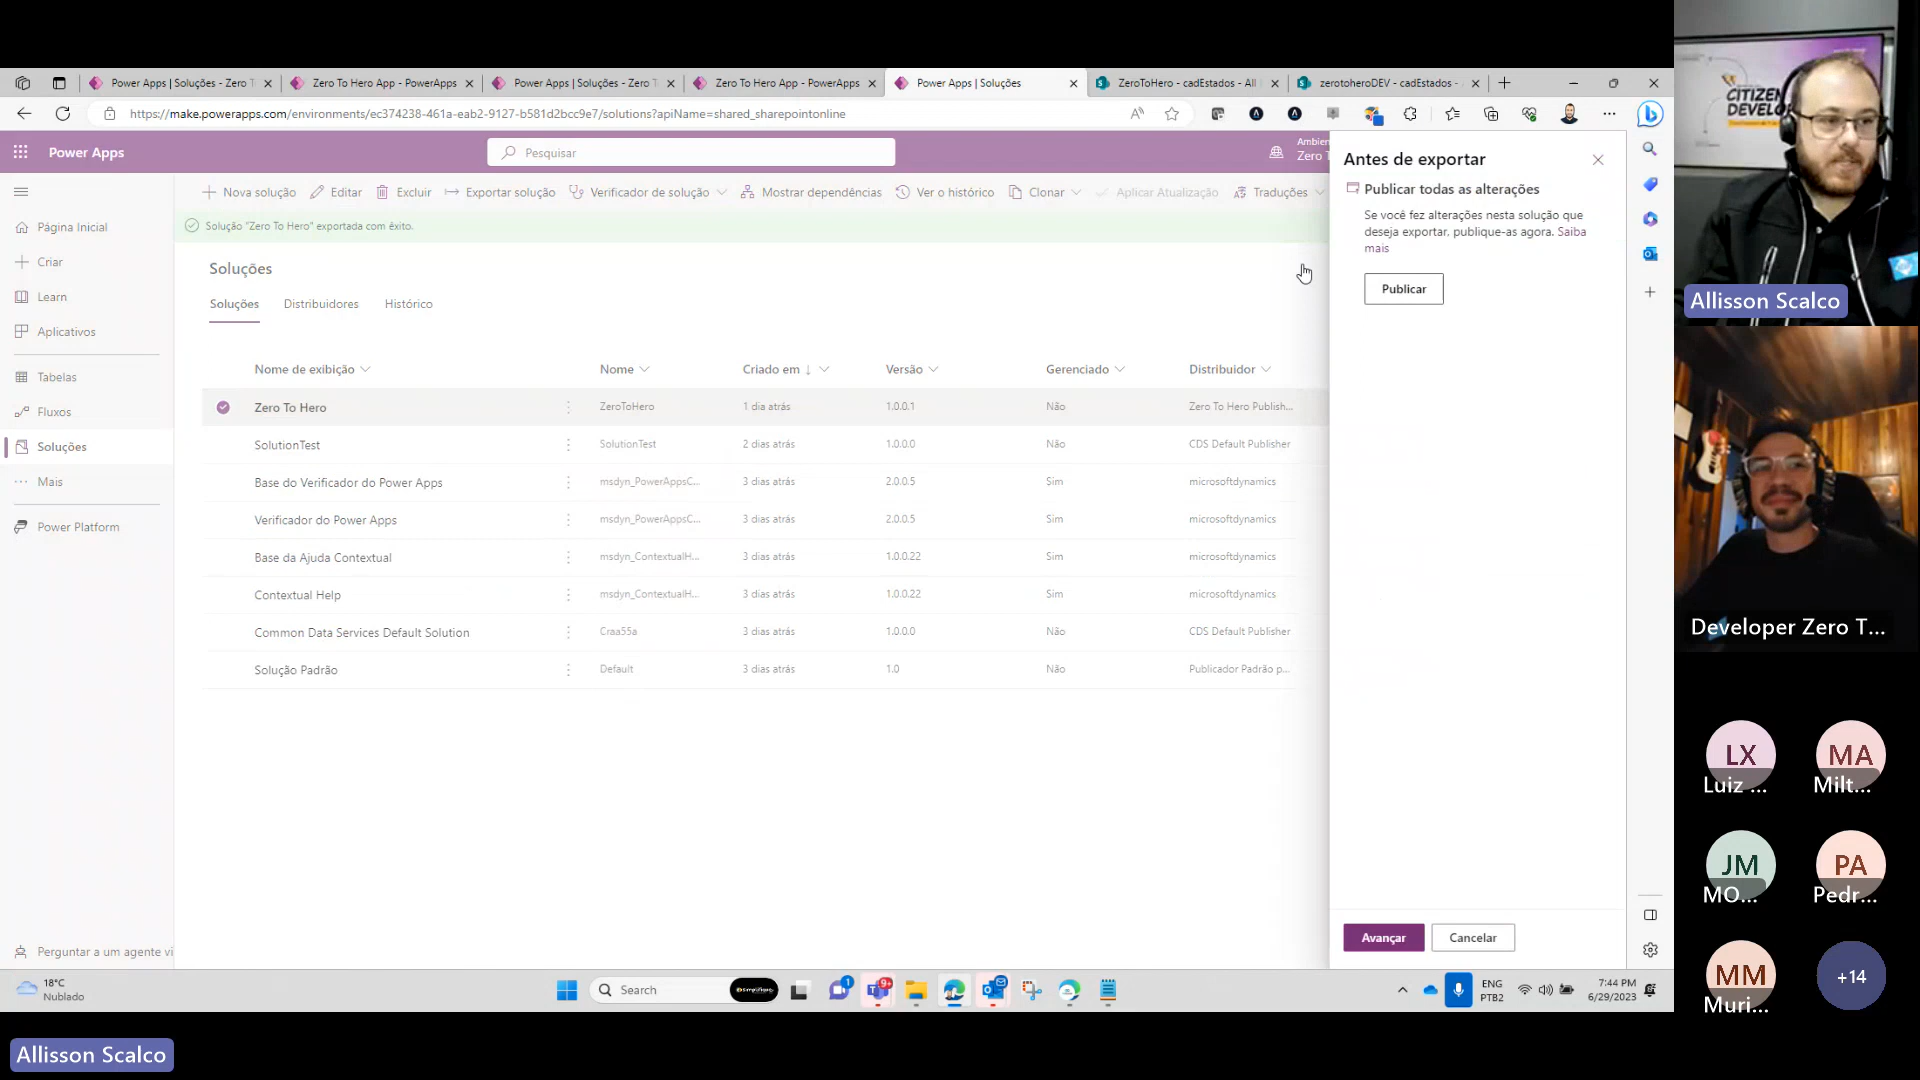 Power Apps | Soluções - Zero T
Zero To Hero App - PowerApps
Power Apps | Soluções - Zero T
Zero To Hero App - PowerApps
Power Apps | Soluções
ZeroToHero - cadEstados - All
zerotoheroDEV - cadEstados -
https://make.powerapps.com/environments/ec374238-461a-eab2-9127-b581d2bcc9e7/solutions?apiName=shared_sharepointonline
Power Apps
Pesquisar
Ambien
Zero T
Nova solução
Editar
Excluir
Exportar solução
Verificador de solução
Mostrar dependências
Ver o histórico
Clonar
Aplicar Atualização
Traduções
Solução "Zero To Hero" exportada com êxito.
Página Inicial
Criar
Learn
Aplicativos
Tabelas
Fluxos
Soluções
Mais
Power Platform
Perguntar a um agente vi
Soluções
Soluções Distribuidores Histórico
Nome de exibição Nome Criado em ↓ Versão Gerenciado Distribuidor
Zero To Hero ZeroToHero 1 dia atrás 1.0.0.1 Não Zero To Hero Publish...
SolutionTest SolutionTest 2 dias atrás 1.0.0.0 Não CDS Default Publisher
Base do Verificador do Power Apps msdyn_PowerAppsC... 3 dias atrás 2.0.0.5 Sim microsoftdynamics
Verificador do Power Apps msdyn_PowerAppsC... 3 dias atrás 2.0.0.5 Sim microsoftdynamics
Base da Ajuda Contextual msdyn_ContextualH... 3 dias atrás 1.0.0.22 Sim microsoftdynamics
Contextual Help msdyn_ContextualH... 3 dias atrás 1.0.0.22 Sim microsoftdynamics
Common Data Services Default Solution Craa55a 3 dias atrás 1.0.0.0 Não CDS Default Publisher
Solução Padrão Default 3 dias atrás 1.0 Não Publicador Padrão p...
Antes de exportar
Publicar todas as alterações
Se você fez alterações nesta solução que
deseja exportar, publique-as agora. Saiba
mais
Publicar
Avançar
Cancelar
18°C
Nublado
Search
1
9+
ENG
PTB2
7:44 PM
6/29/2023
CITIZEN
DEVELO
Allisson Scalco
Developer Zero T...
LX
Luiz ...
MA
Milt...
JM
MO...
PA
Pedr...
MM
Muri...
+14
Allisson Scalco